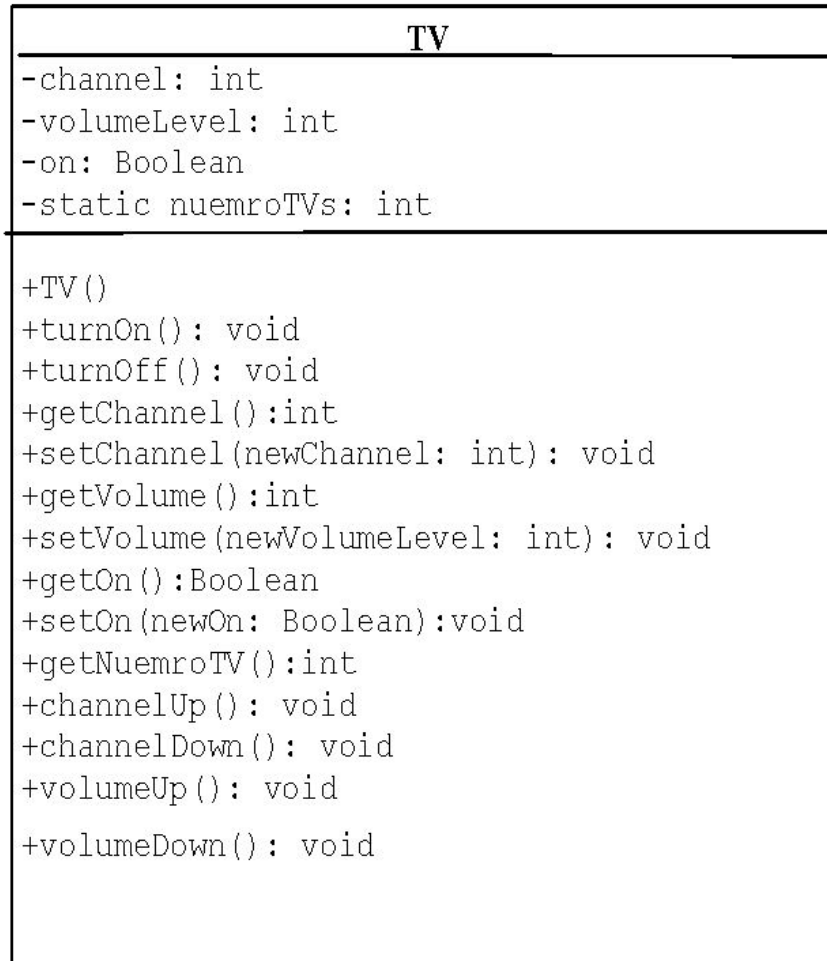 TV
-channel: int
-volumeLevel: int
-on: Boolean
-static nuemroTVs: int
+TV()
+turnOn(): void
+turnOff(): void
+getChannel():int
+setChannel(newChannel: int): void
+getVolume():int
+setVolume(newVolumeLevel: int): void
+getOn():Boolean
+setOn(newOn: Boolean):void
+getNuemroTV():int
+channelUp(): void
+channelDown(): void
+volumeUp(): void
+volumeDown(): void